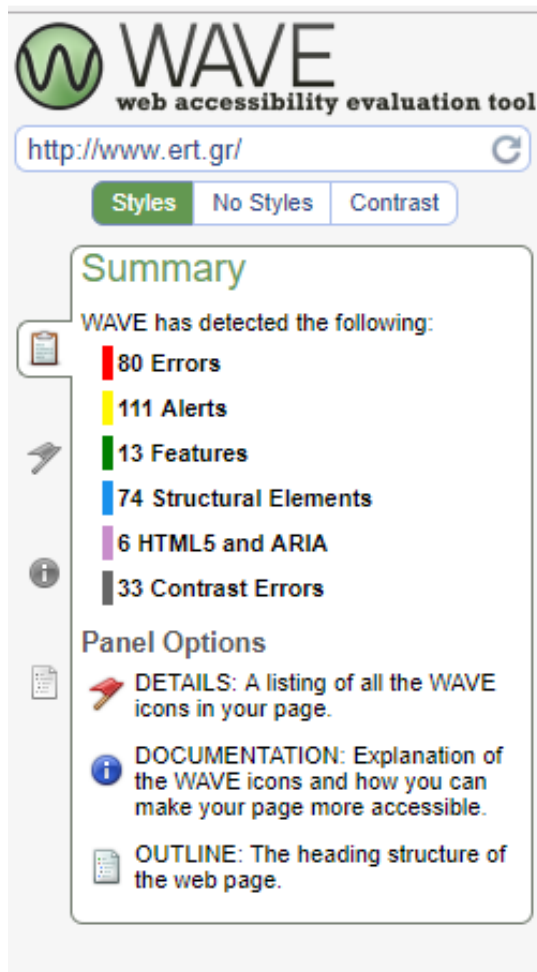 WAVE
web accessibility evaluation tool
http://www.ert.gr/
Styles No Styles Contrast
Summary
WAVE has detected the following:
80 Errors
111 Alerts
13 Features
74 Structural Elements
6 HTML5 and ARIA
33 Contrast Errors
Panel Options
DETAILS: A listing of all the WAVE
icons in your page.
DOCUMENTATION: Explanation of
the WAVE icons and how you can
make your page more accessible.
OUTLINE: The heading structure of
the web page.